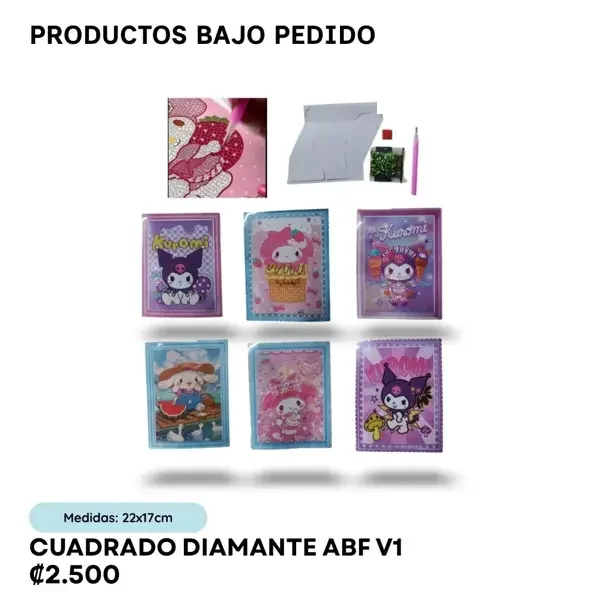 PRODUCTOS BAJO PEDIDO
KUROMI
Kuromi
KUROMI
Medidas: 22x17cm
CUADRADO DIAMANTE ABF V1
₡2.500